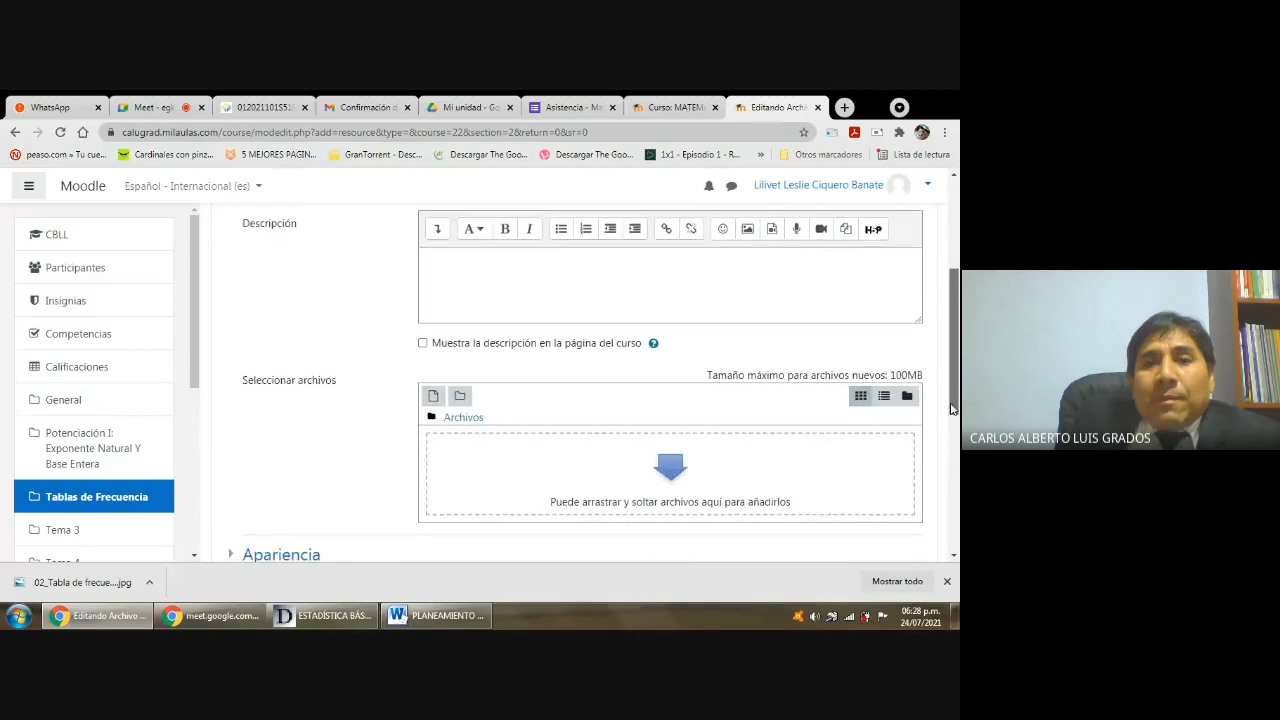 WhatsApp
Meet - egk
012021101S51
Confirmación d
Mi unidad - Go
Asistencia - Ma
Curso: MATEM
Editando Archi
calugrad.milaulas.com/course/modedit.php?add=resource&type=&course=22&section=2&return=0&sr=0
peaso.com » Tu cue...
Cardinales con pinz...
5 MEJORES PAGIN...
GranTorrent - Desc...
Descargar The Goo...
Descargar The Goo...
1x1 - Episodio 1 - R...
»
Otros marcadores
Lista de lectura
Moodle
Español - Internacional (es)
Lilivet Leslie Ciquero Banate
CBLL
Participantes
Insignias
Competencias
Calificaciones
General
Potenciación I:
Exponente Natural Y
Base Entera
Tablas de Frecuencia
Tema 3
Descripción
A B I
H-P
Muestra la descripción en la página del curso
Seleccionar archivos
Tamaño máximo para archivos nuevos: 100MB
Archivos
Puede arrastrar y soltar archivos aquí para añadirlos
Apariencia
CARLOS ALBERTO LUIS GRADOS
02_Tabla de frecue....jpg
Mostrar todo
Editando Archivo ...
meet.google.com...
D
ESTADÍSTICA BÁS...
PLANEAMIENTO ...
06:28 p.m.
24/07/2021